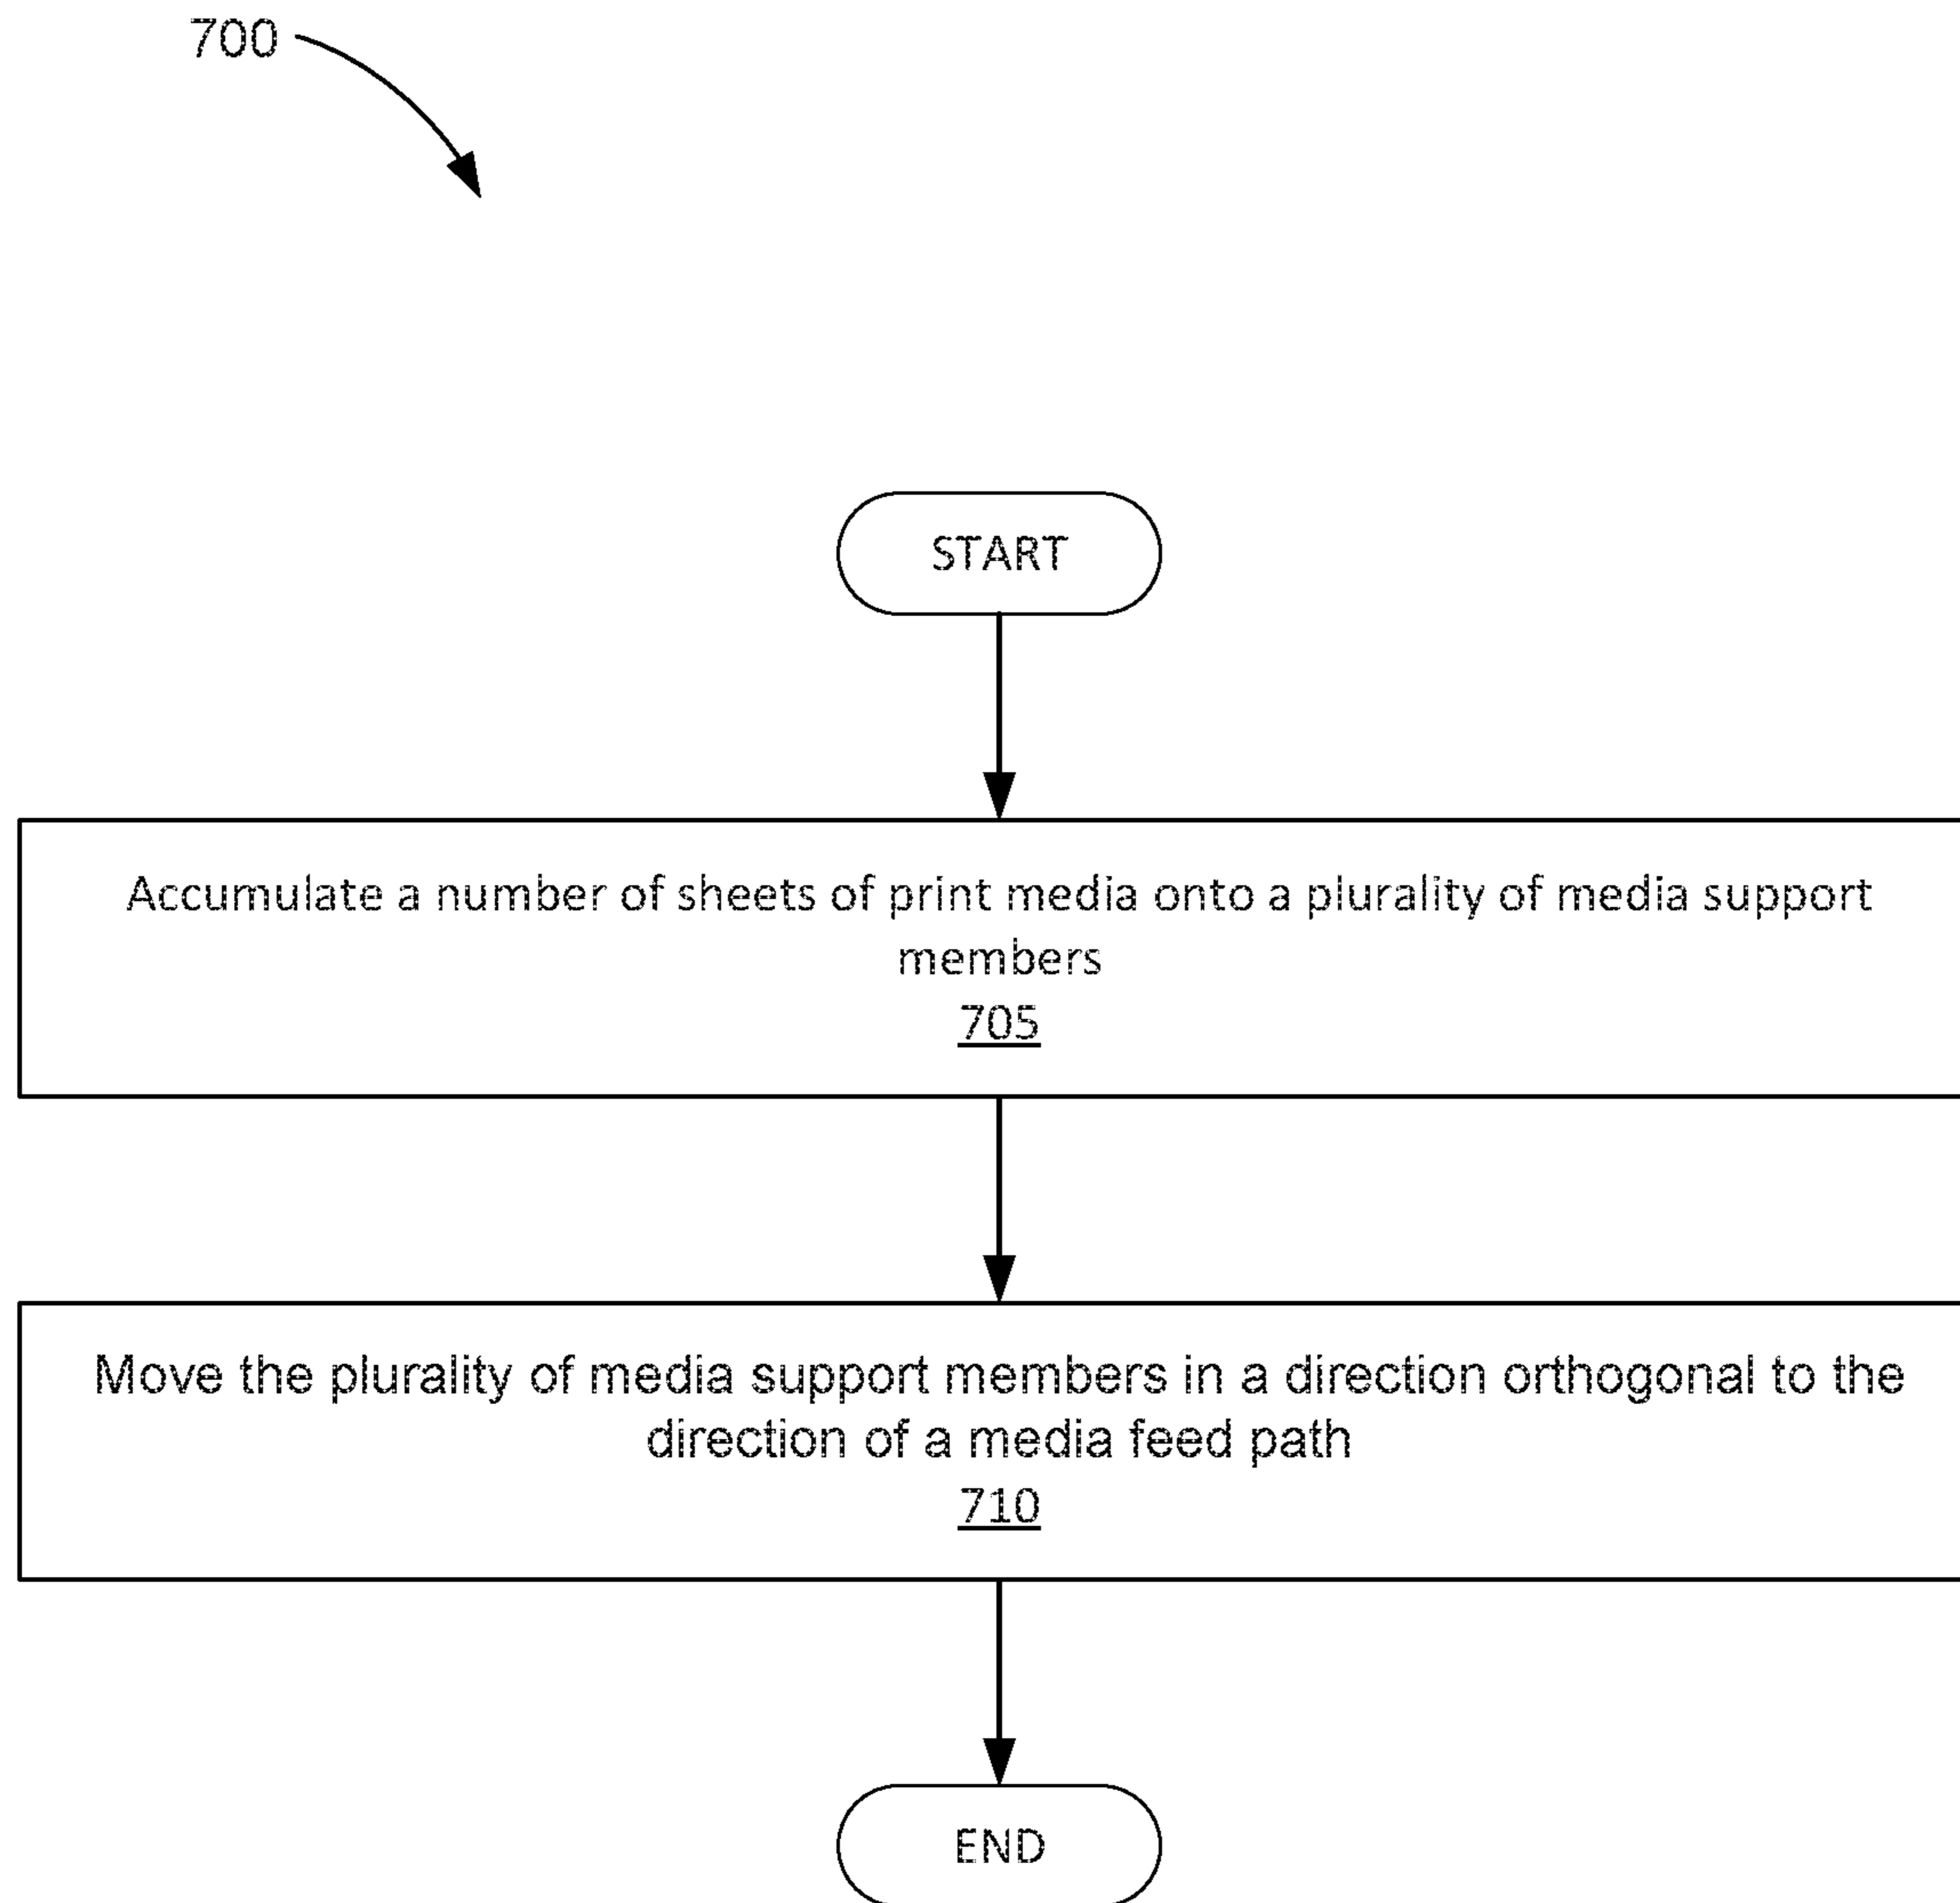 700
START
Accumulate a number of sheets of print media onto a plurality of media support
members
705
Move the plurality of media support members in a direction orthogonal to the
direction of a media feed path
710
END